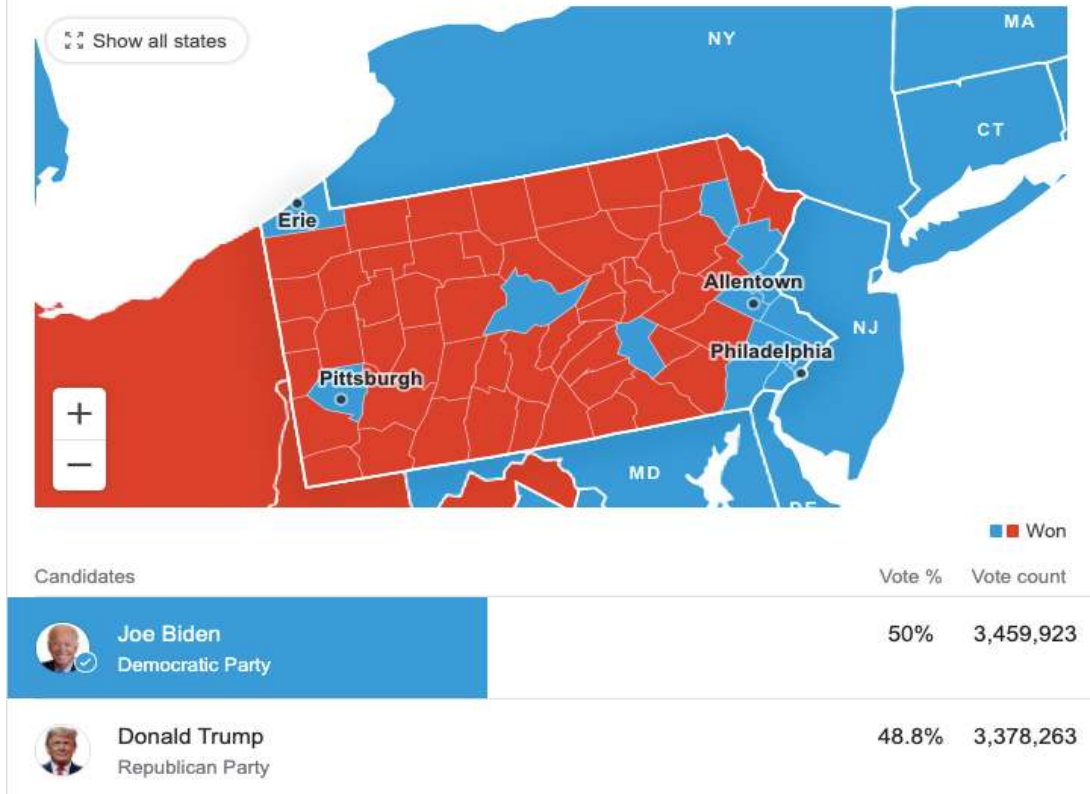 Show all states
NY
MA
CT
Erie
Allentown
NJ
Philadelphia
Pittsburgh
+
−
MD
DE
Won
Candidates Vote % Vote count
Joe Biden 50% 3,459,923
Democratic Party
Donald Trump 48.8% 3,378,263
Republican Party